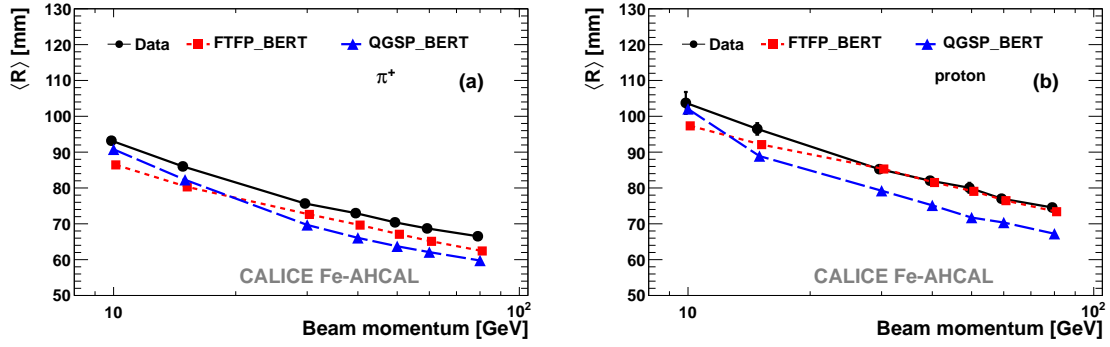 ⟨R⟩ [mm]
130
120
110
100
90
80
70
60
50
Data
FTFP_BERT
QGSP_BERT
π+
(a)
CALICE Fe-AHCAL
10
10²
Beam momentum [GeV]
⟨R⟩ [mm]
130
120
110
100
90
80
70
60
50
Data
FTFP_BERT
QGSP_BERT
proton
(b)
CALICE Fe-AHCAL
10
10²
Beam momentum [GeV]